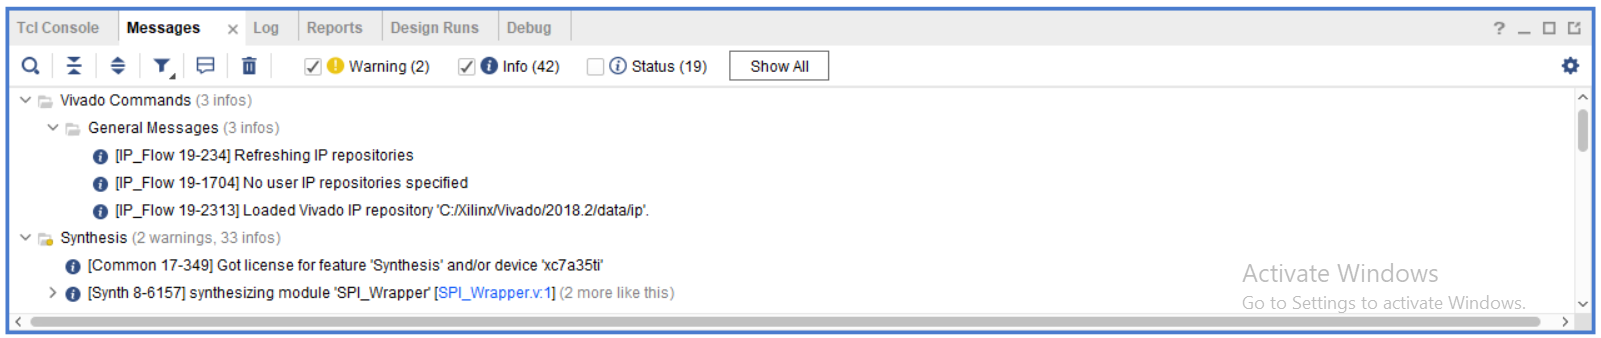 Tcl Console Messages × Log Reports Design Runs Debug ?
Warning (2) Info (42) Status (19) Show All
Vivado Commands (3 infos)
General Messages (3 infos)
[IP_Flow 19-234] Refreshing IP repositories
[IP_Flow 19-1704] No user IP repositories specified
[IP_Flow 19-2313] Loaded Vivado IP repository 'C:/Xilinx/Vivado/2018.2/data/ip'.
Synthesis (2 warnings, 33 infos)
[Common 17-349] Got license for feature 'Synthesis' and/or device 'xc7a35ti'
[Synth 8-6157] synthesizing module 'SPI_Wrapper' [SPI_Wrapper.v:1] (2 more like this)
Activate Windows
Go to Settings to activate Windows.